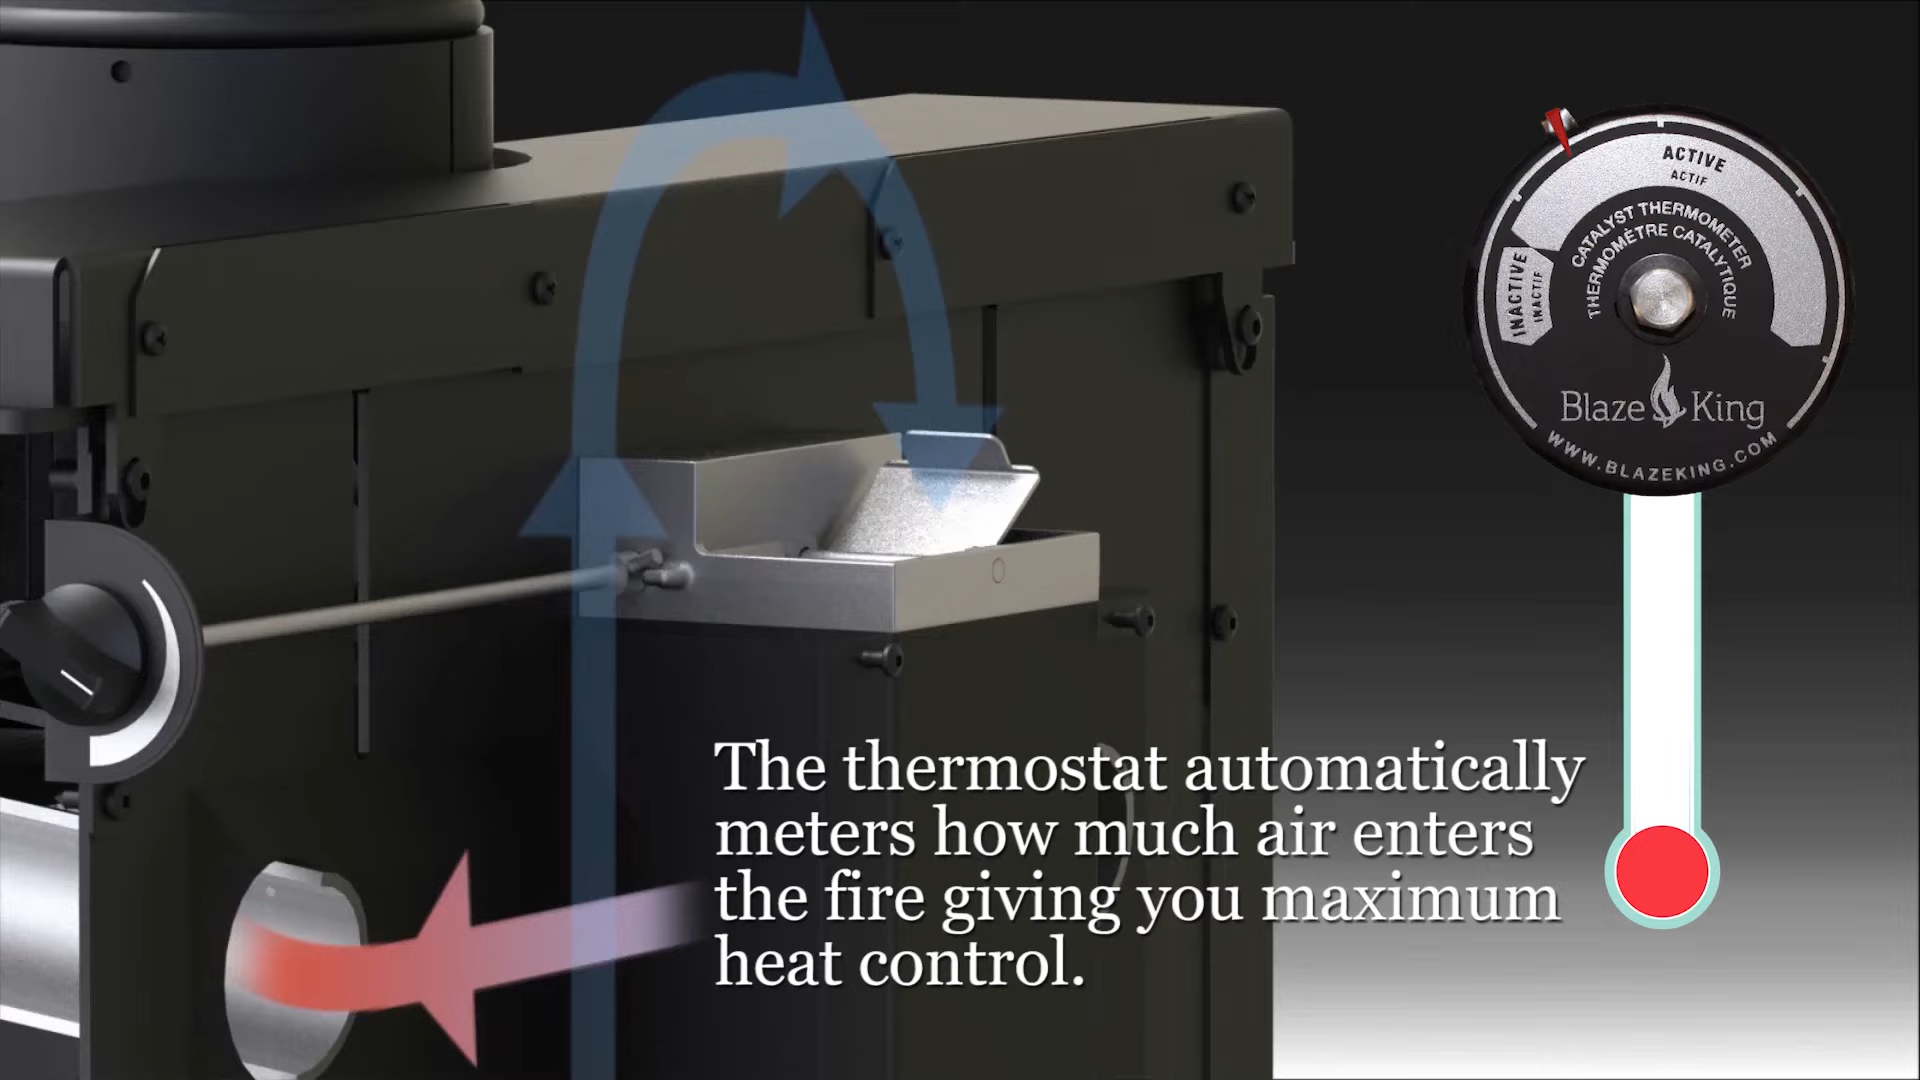 ACTIVE
ACTIF
CATALYST THERMOMETER
THERMOMÈTRE CATALYTIQUE
INACTIVE
INACTIF
Blaze King
WWW.BLAZEKING.COM
The thermostat automatically
meters how much air enters
the fire giving you maximum
heat control.